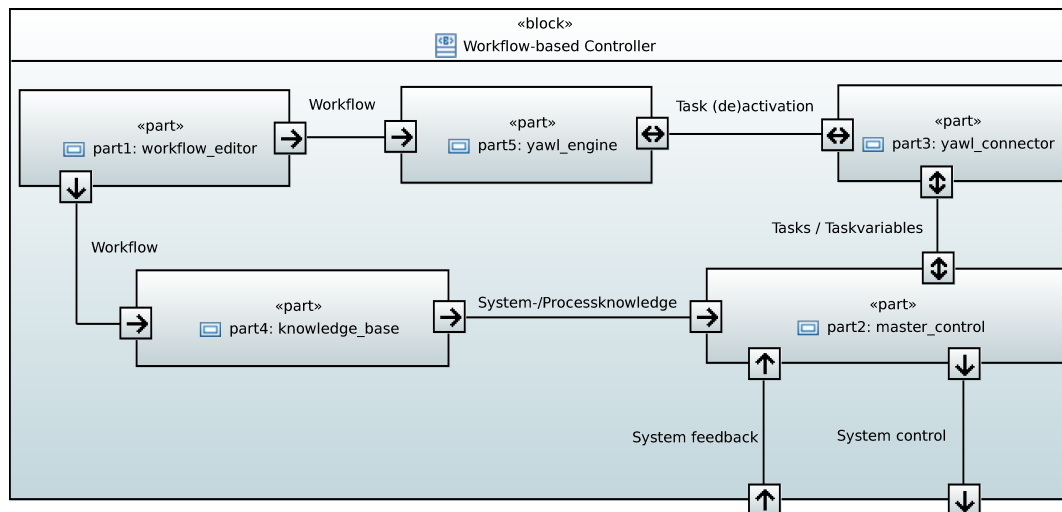 «block»
Workflow-based Controller
«part»
part1: workflow_editor
Workflow
«part»
part5: yawl_engine
Task (de)activation
«part»
part3: yawl_connector
Workflow
Tasks / Taskvariables
«part»
part4: knowledge_base
System-/Processknowledge
«part»
part2: master_control
System feedback
System control